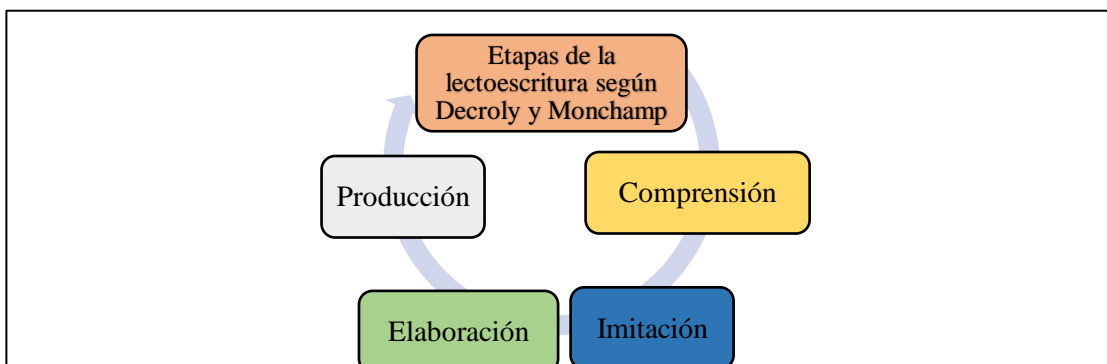 Etapas de la
lectoescritura según
Decroly y Monchamp
Comprensión
Imitación
Elaboración
Producción